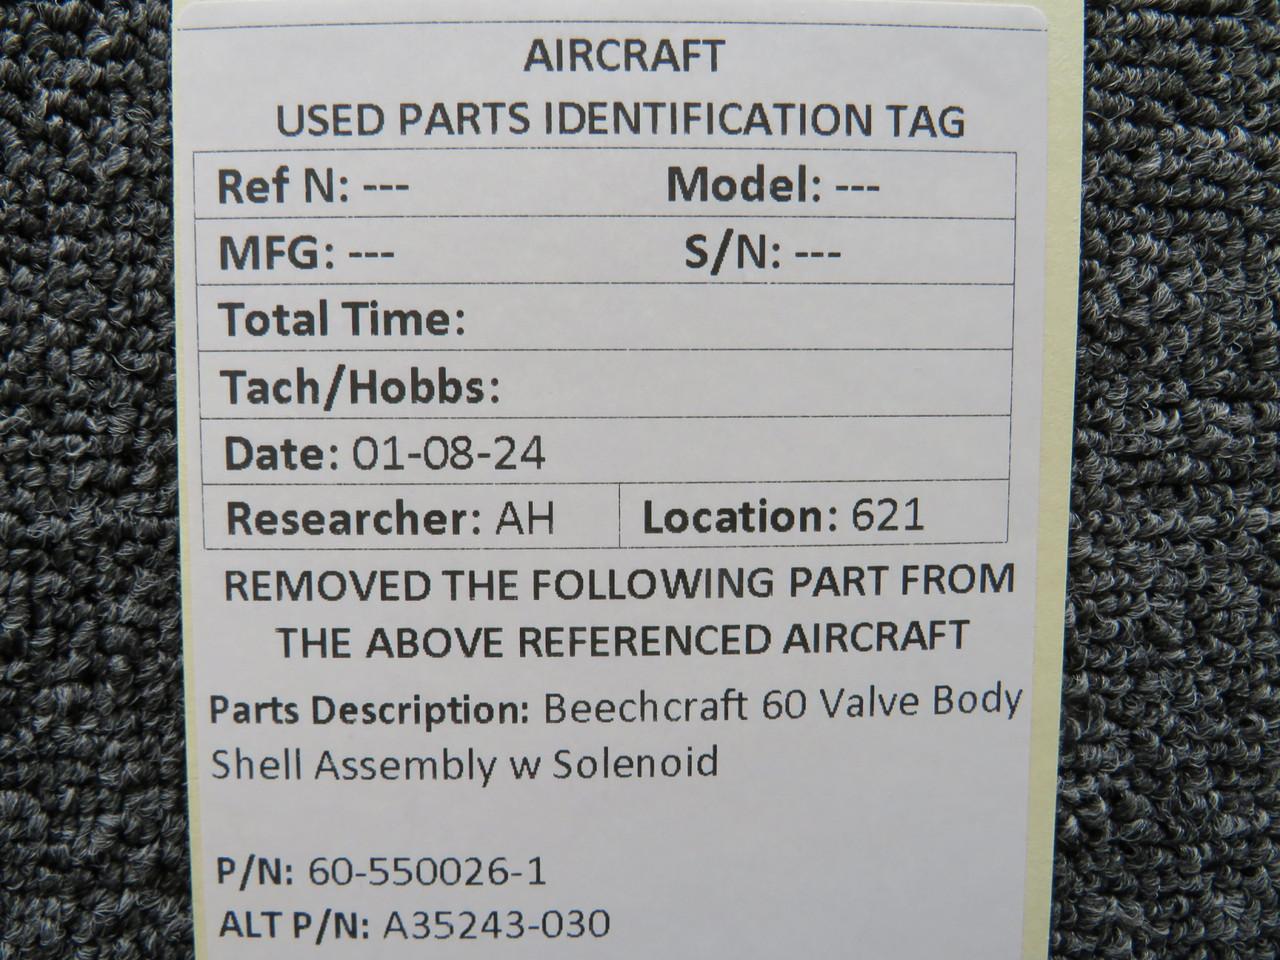 AIRCRAFT
USED PARTS IDENTIFICATION TAG
Ref N: --- Model: ---
MFG: --- S/N: ---
Total Time:
Tach/Hobbs:
Date: 01-08-24
Researcher: AH Location: 621
REMOVED THE FOLLOWING PART FROM
THE ABOVE REFERENCED AIRCRAFT
Parts Description: Beechcraft 60 Valve Body
Shell Assembly w Solenoid
P/N: 60-550026-1
ALT P/N: A35243-030